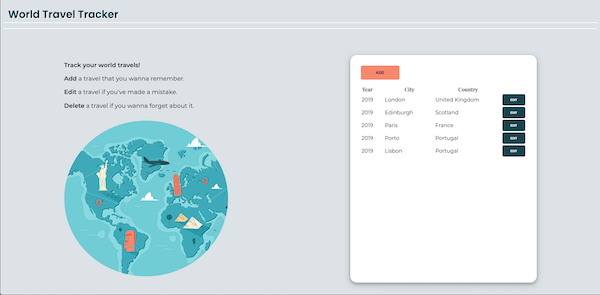 World Travel Tracker
Track your world travels!
Add a travel that you wanna remember.
Edit a travel if you've made a mistake.
Delete a travel if you wanna forget about it.
ADD
Year City Country
2019 London United Kingdom EDIT
2019 Edinburgh Scotland EDIT
2019 Paris France EDIT
2019 Porto Portugal EDIT
2019 Lisbon Portugal EDIT